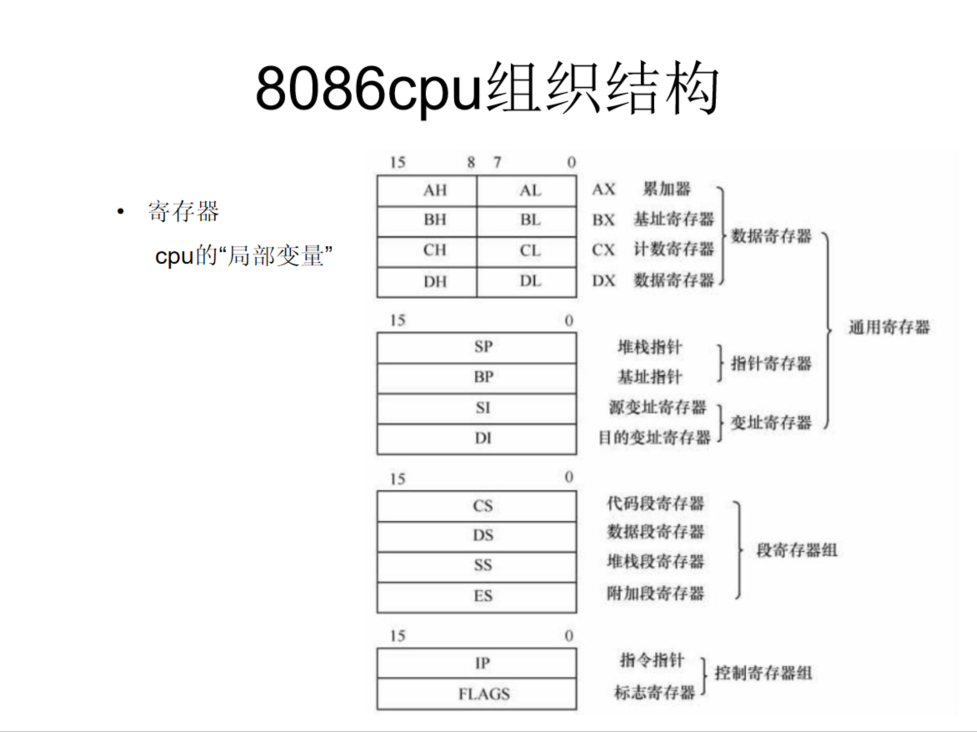 8086cpu组织结构
• 寄存器
cpu的“局部变量”
15 8 7 0
AH AL AX 累加器
BH BL BX 基址寄存器
数据寄存器
CH CL CX 计数寄存器
DH DL DX 数据寄存器
通用寄存器
15 0
SP 堆栈指针
指针寄存器
BP 基址指针
SI 源变址寄存器
变址寄存器
DI 目的变址寄存器
15 0
CS 代码段寄存器
DS 数据段寄存器
段寄存器组
SS 堆栈段寄存器
ES 附加段寄存器
15 0
IP 指令指针
控制寄存器组
FLAGS 标志寄存器